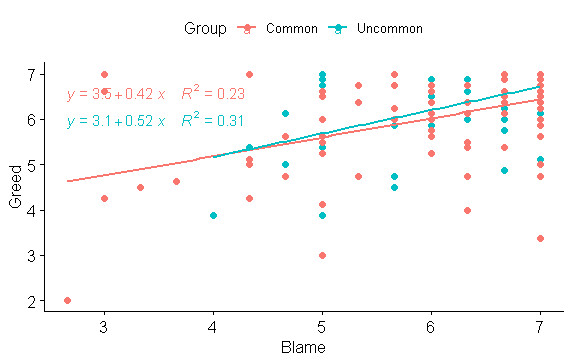 Group a Common a Uncommon
7
y = 3.5 + 0.42 x R² = 0.23
6
y = 3.1 + 0.52 x R² = 0.31
5
4
3
2
Greed
3 4 5 6 7
Blame